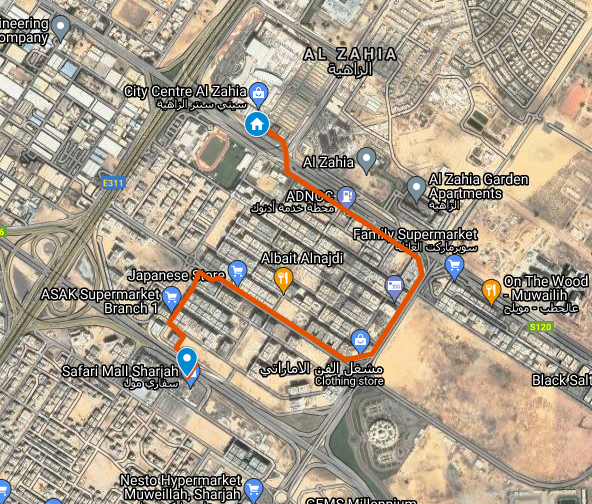 ineering
ompany
AL ZAHIA
الزاهية
City Centre Al Zahia
سيتي سنتر الزاهية
Al Zahia
E311
Al Zahia Garden
Apartments
الزاهية
ADNOC
محطة خدمة أدنوك
Family Supermarket
سوبرماركت العائلة
Albait Alnajdi
Japanese Store
On The Wood
- Muwailih
عالحطب - مويلح
ASAK Supermarket
Branch 1
S120
Safari Mall Sharjah
سفاري مول
مشغل الفن الاماراتي
Clothing store
Black Salt
Nesto Hypermarket
Muweillah, Sharjah
GEMS Millennium